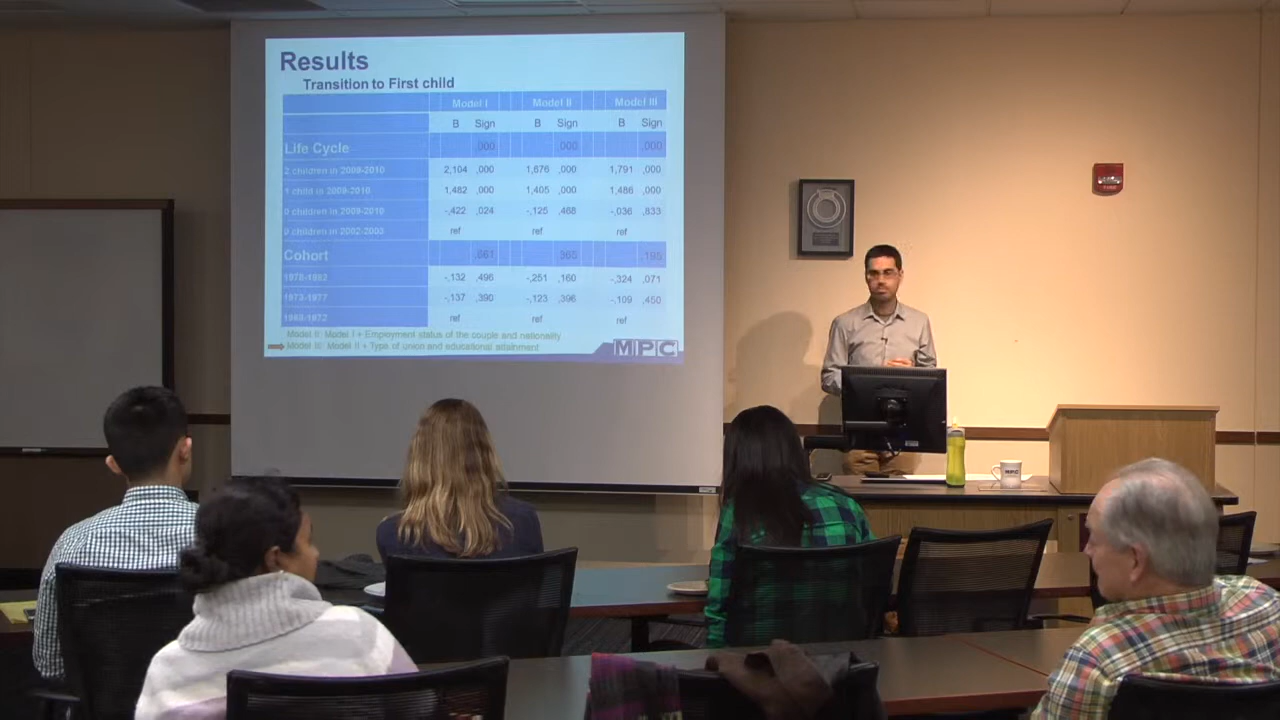 Results
Transition to First child
Model I Model II Model III
B Sign B Sign B Sign
Life Cycle ,000 ,000 ,000
2 children in 2009-2010 2,104 ,000 1,676 ,000 1,791 ,000
1 child in 2009-2010 1,482 ,000 1,405 ,000 1,486 ,000
0 children in 2009-2010 -,422 ,024 -,125 ,468 -,036 ,833
0 children in 2002-2003 ref ref ref
Cohort ,661 ,365 ,195
1978-1982 -,132 ,496 -,251 ,160 -,324 ,071
1973-1977 -,137 ,390 -,123 ,396 -,109 ,450
1968-1972 ref ref ref
Model II: Model I + Employment status of the couple and nationality
Model III: Model II + Type of union and educational attainment
MPC
FIRE
MPC